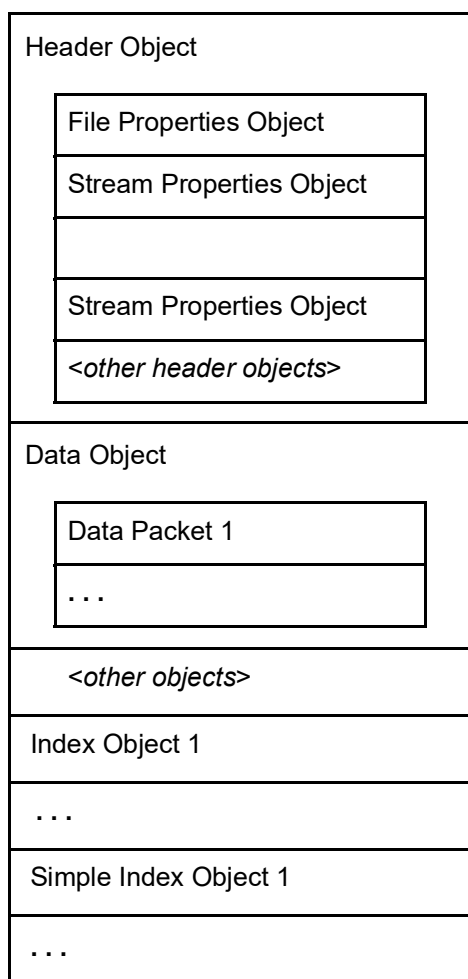 Header Object
File Properties Object
Stream Properties Object
Stream Properties Object
<other header objects>
Data Object
Data Packet 1
. . .
<other objects>
Index Object 1
. . .
Simple Index Object 1
. . .